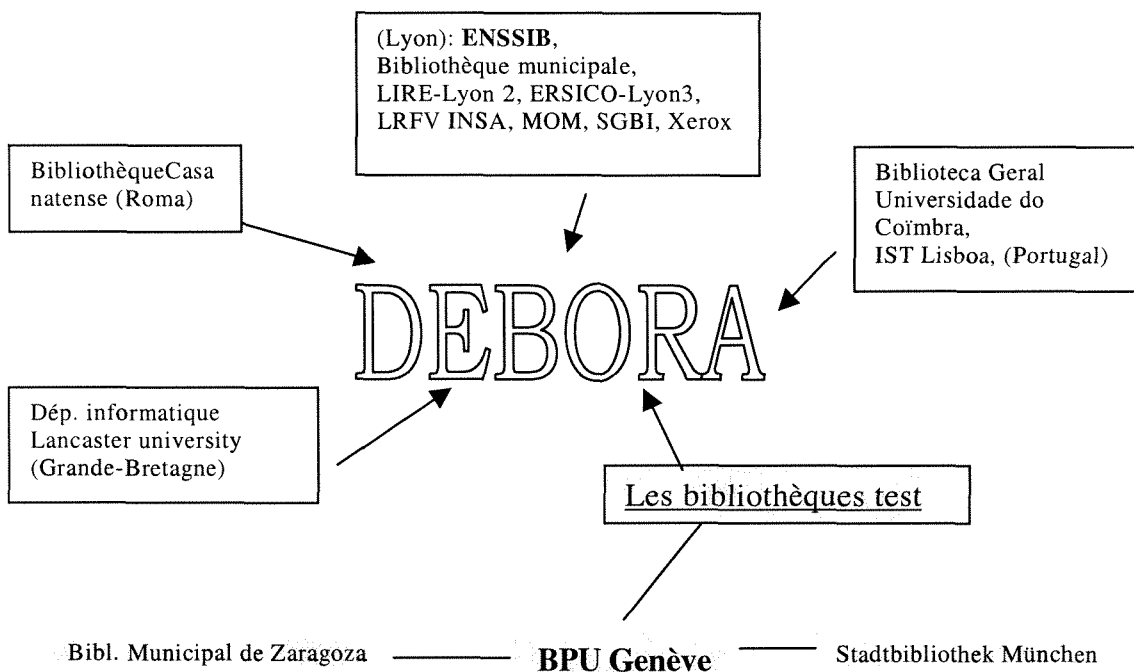 (Lyon): ENSSIB,
Bibliothèque municipale,
LIRE-Lyon 2, ERSICO-Lyon3,
LRFV INSA, MOM, SGBI, Xerox
BibliothèqueCasa
natense (Roma)
Biblioteca Geral
Universidade do
Coïmbra,
IST Lisboa, (Portugal)
DEBORA
Dép. informatique
Lancaster university
(Grande-Bretagne)
Les bibliothèques test
Bibl. Municipal de Zaragoza
BPU Genève
Stadtbibliothek München